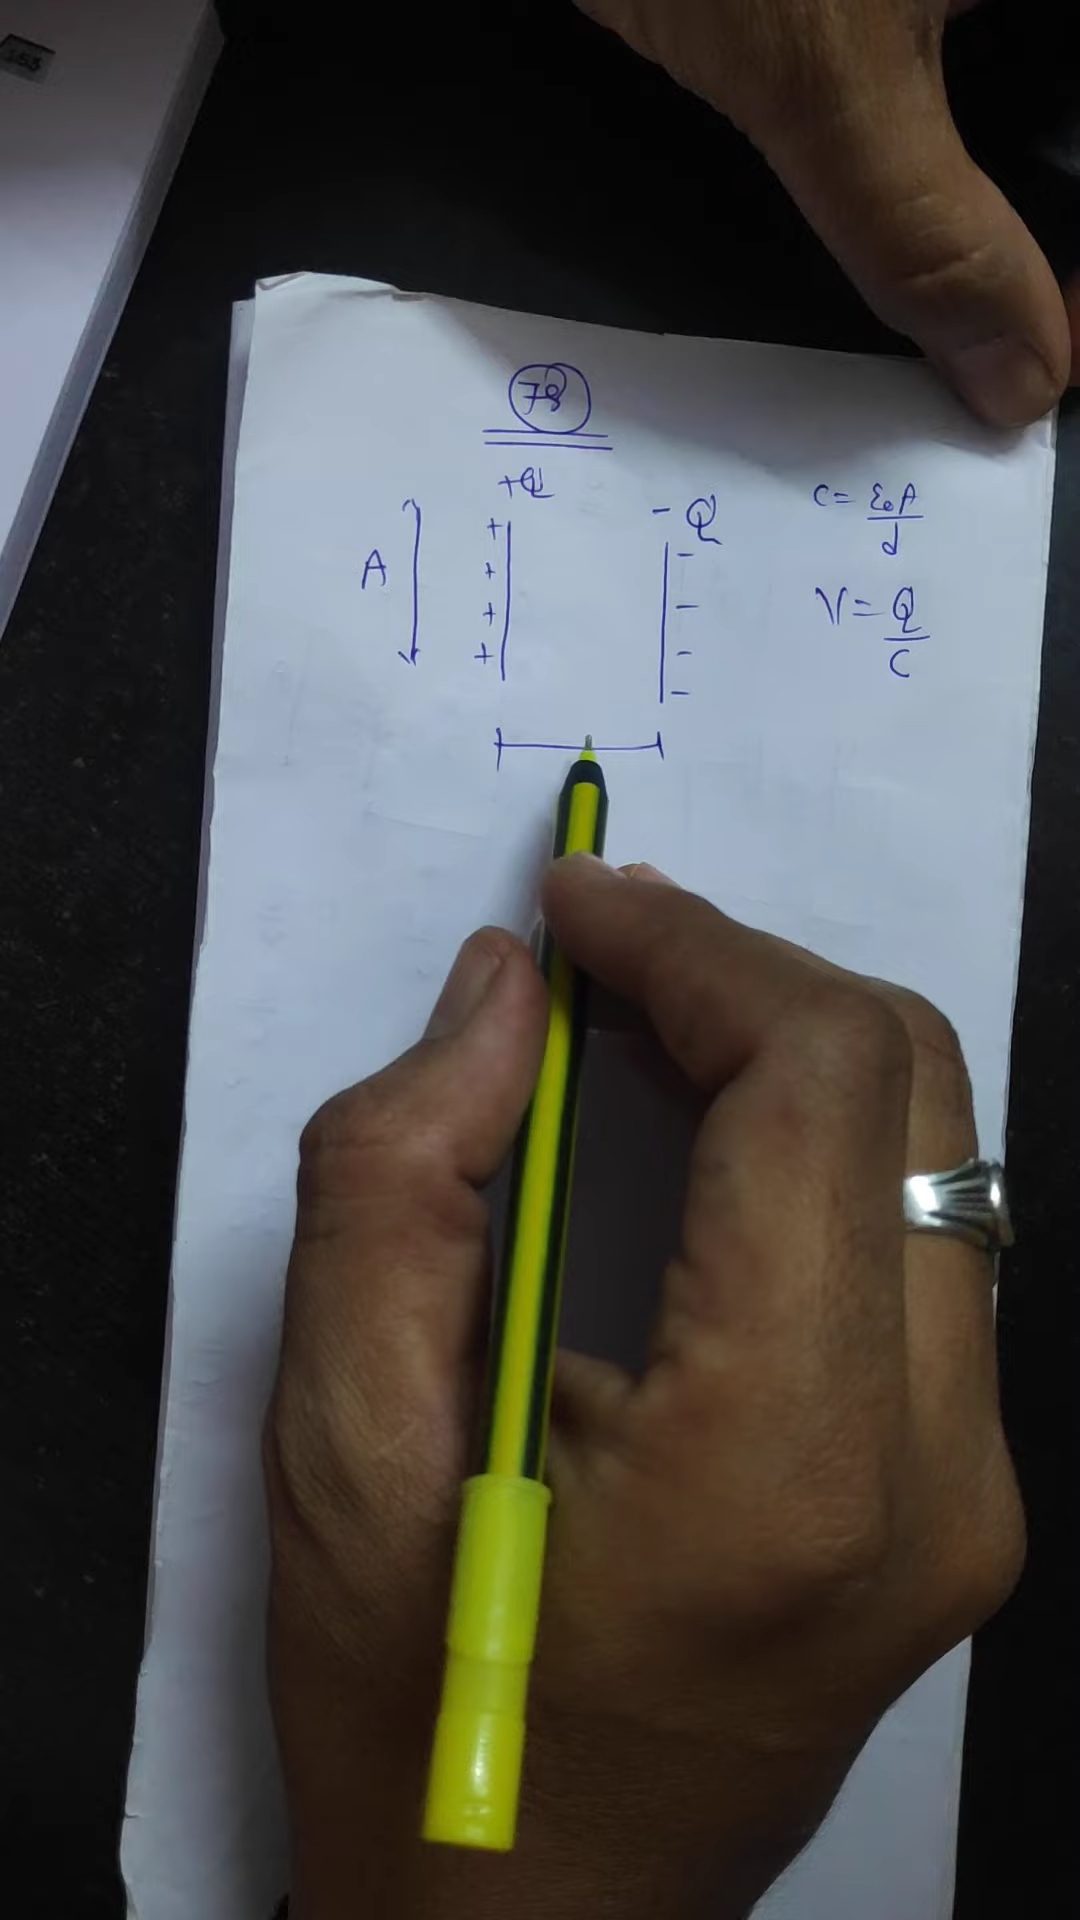 78
+Q
- Q
A
+
+
+
+
-
-
-
-
C = ε₀A/d
V = Q/C